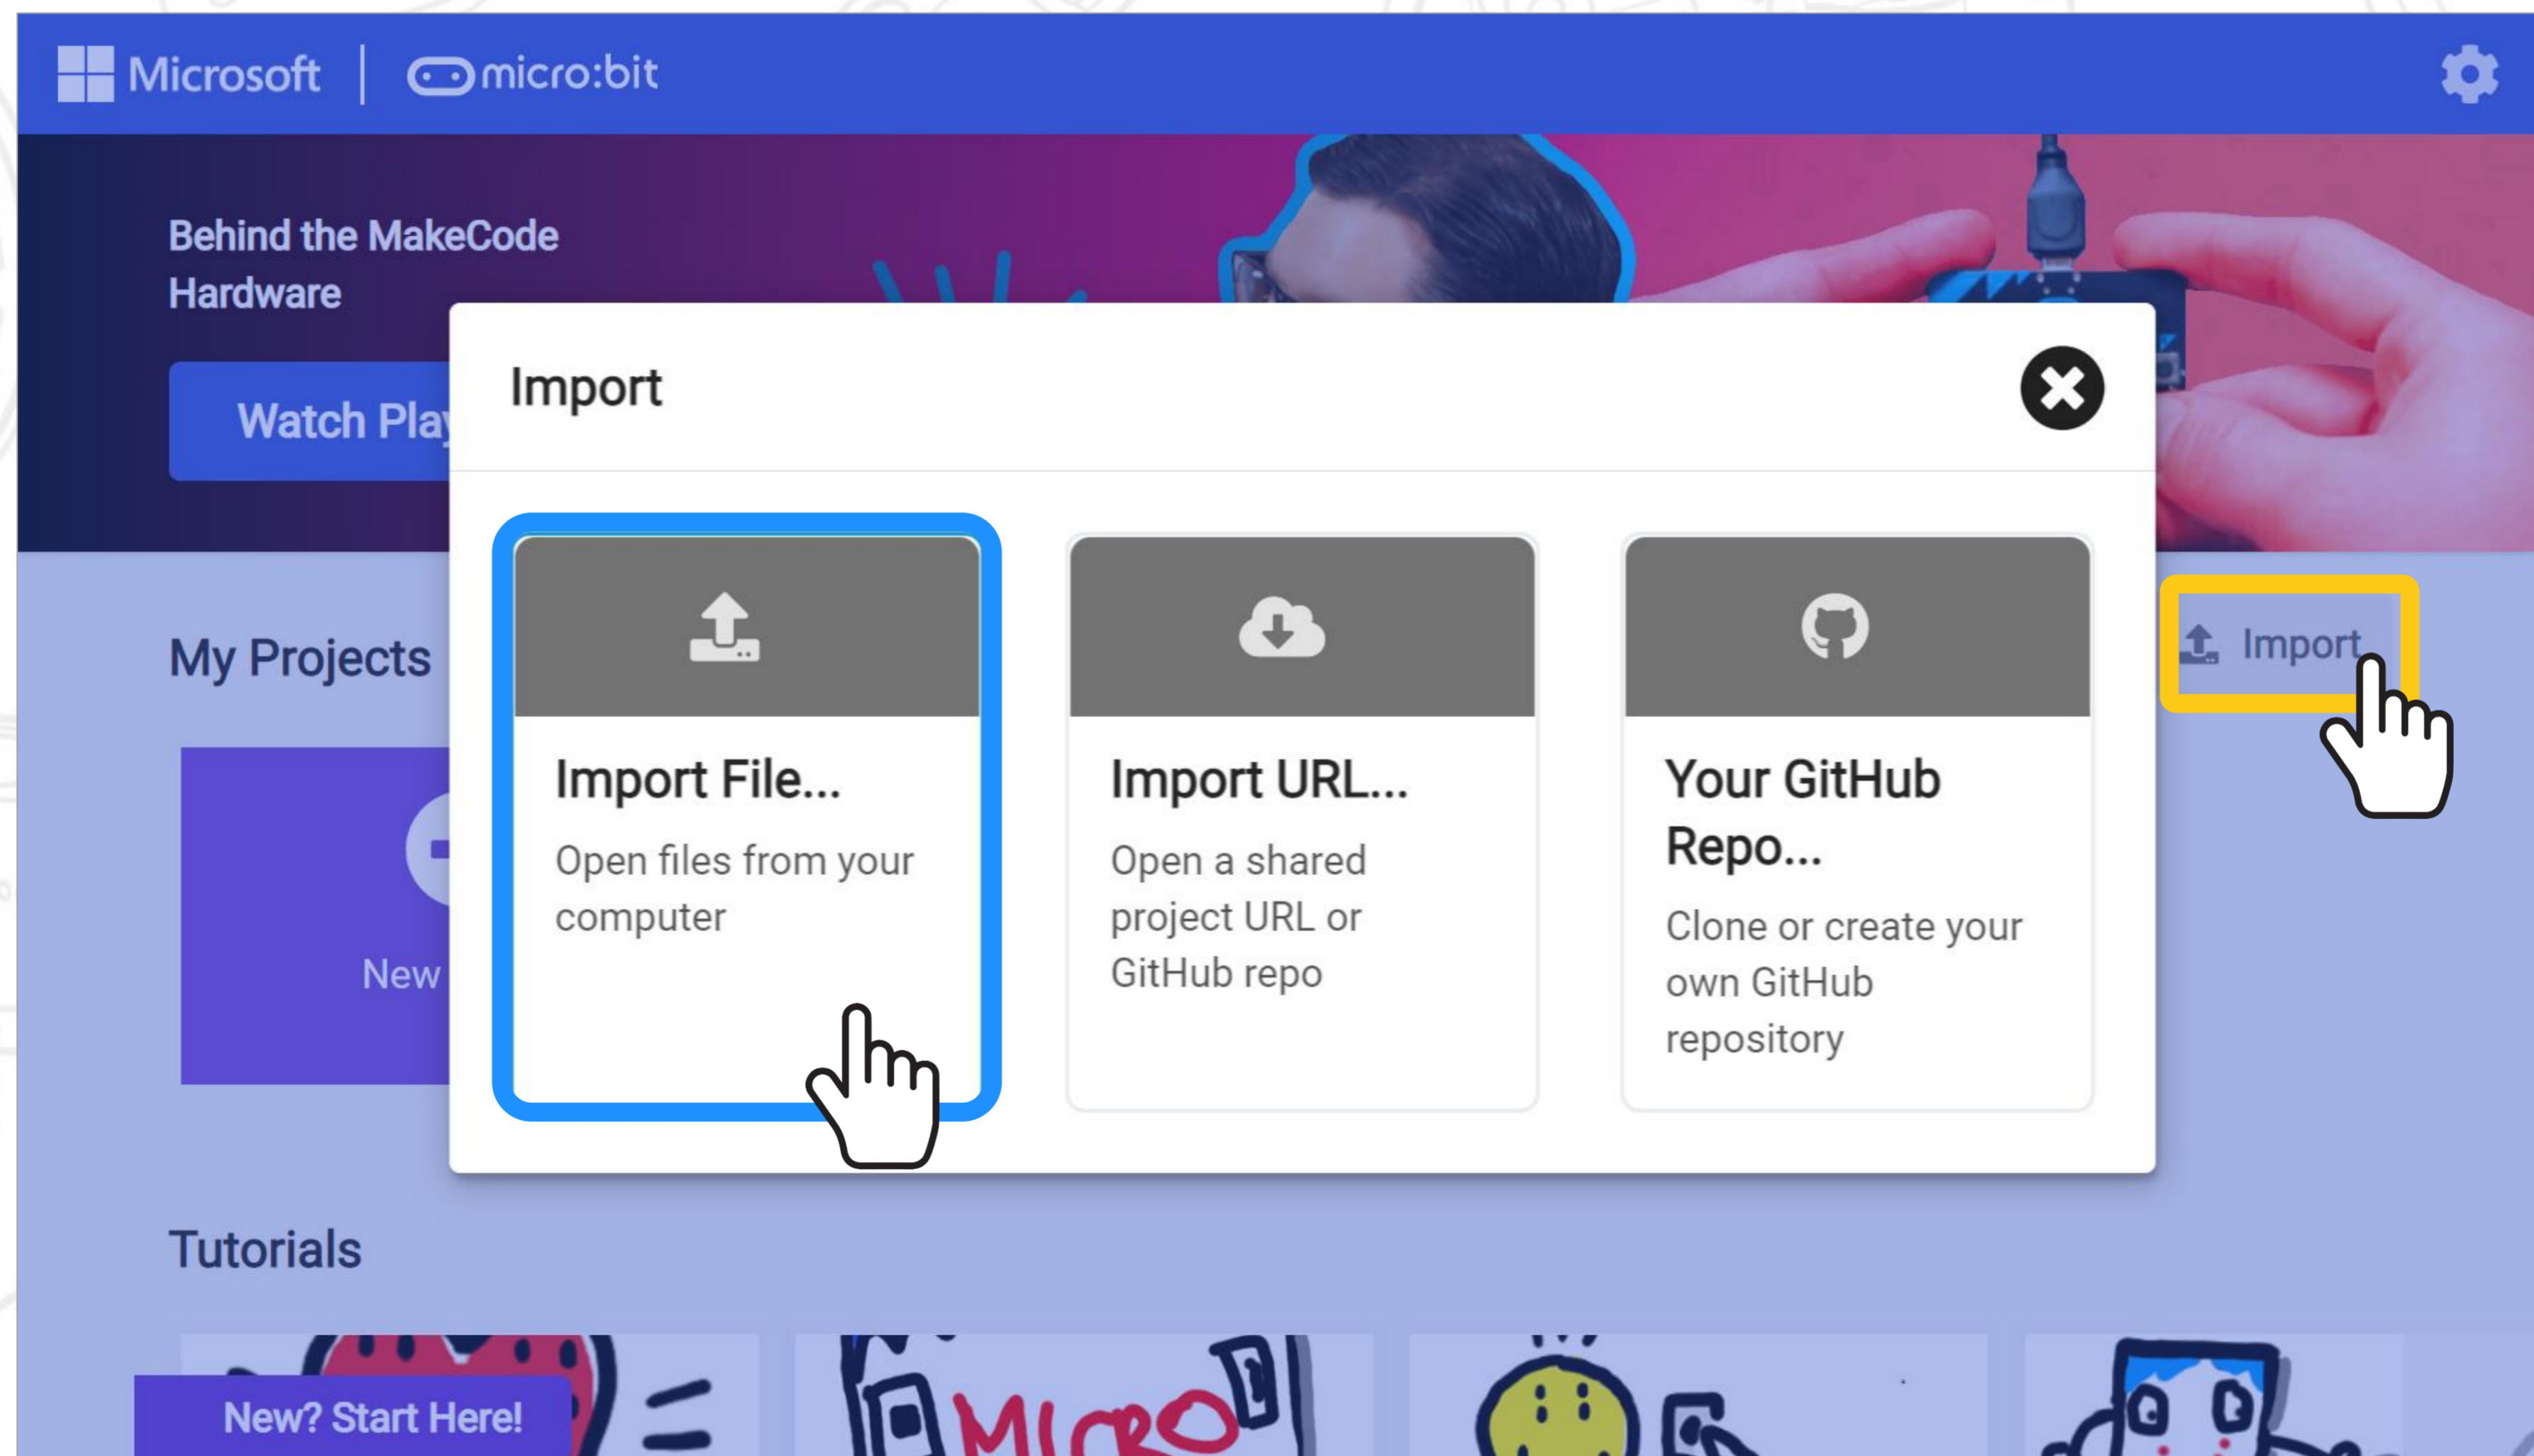 Microsoft
micro:bit
Behind the MakeCode
Hardware
Watch Play
Import
My Projects
Import
Import File...
Open files from your
computer
Import URL...
Open a shared
project URL or
GitHub repo
Your GitHub
Repo...
Clone or create your
own GitHub
repository
New
Tutorials
New? Start Here!
MICRO